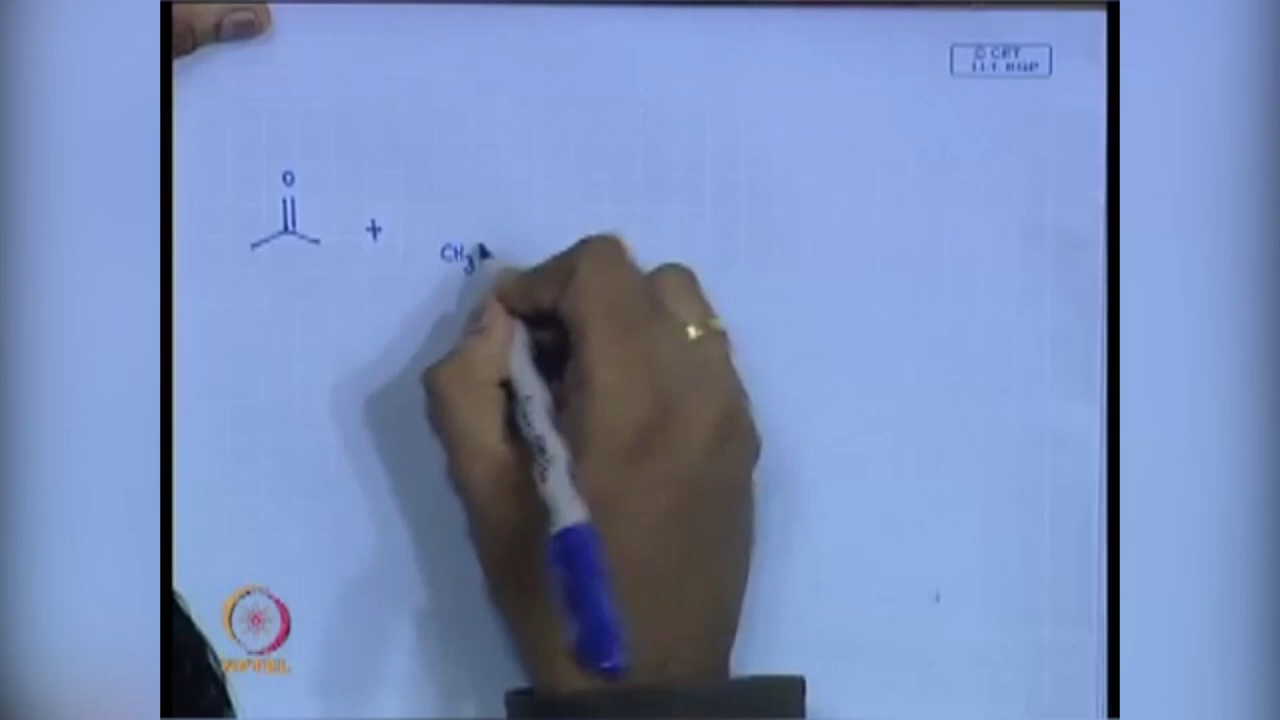 © CET
I.I.T. KGP
O
+ CH3
NPTEL